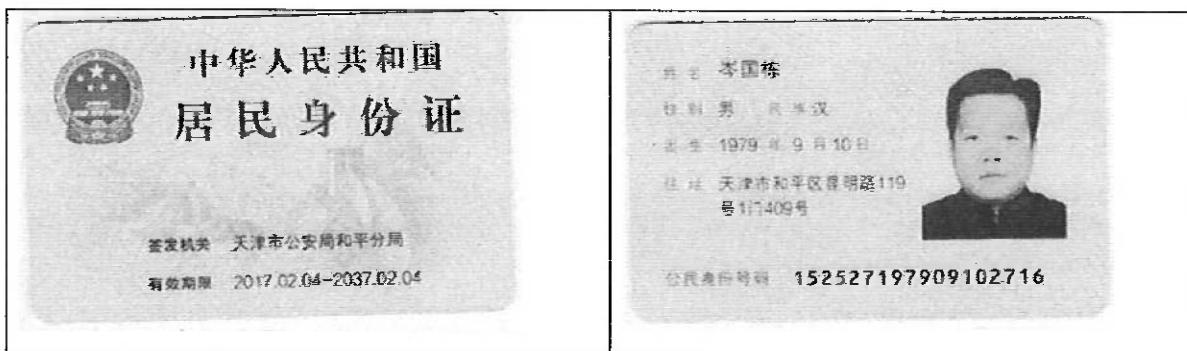 中华人民共和国
居民身份证
签发机关 天津市公安局和平分局
有效期限 2017.02.04-2037.02.04
姓名 岑国栋
性别 男 民族 汉
出生 1979 年 9 月 10 日
住址 天津市和平区昆明路119
号1门409号
公民身份号码 152527197909102716